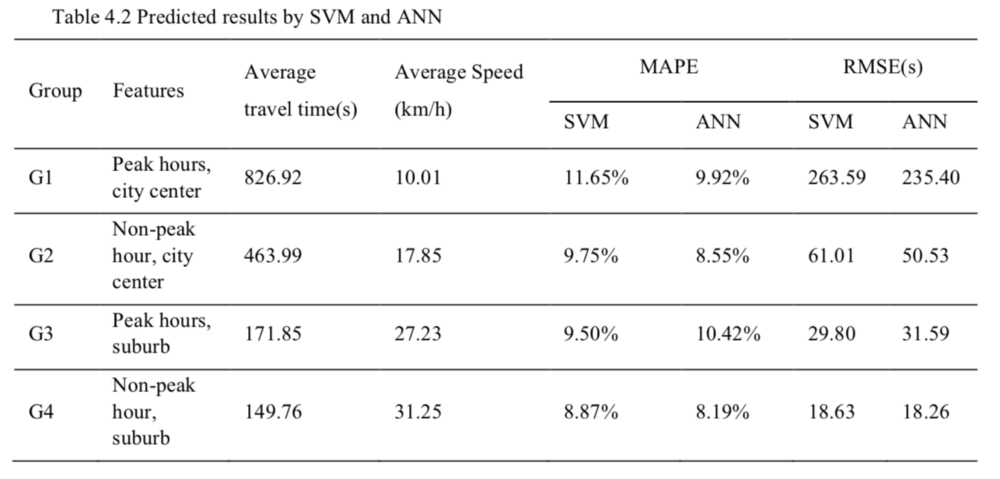 Table 4.2 Predicted results by SVM and ANN
Group Features Average travel time(s) Average Speed (km/h) MAPE RMSE(s)
SVM ANN SVM ANN
G1 Peak hours, city center 826.92 10.01 11.65% 9.92% 263.59 235.40
G2 Non-peak hour, city center 463.99 17.85 9.75% 8.55% 61.01 50.53
G3 Peak hours, suburb 171.85 27.23 9.50% 10.42% 29.80 31.59
G4 Non-peak hour, suburb 149.76 31.25 8.87% 8.19% 18.63 18.26